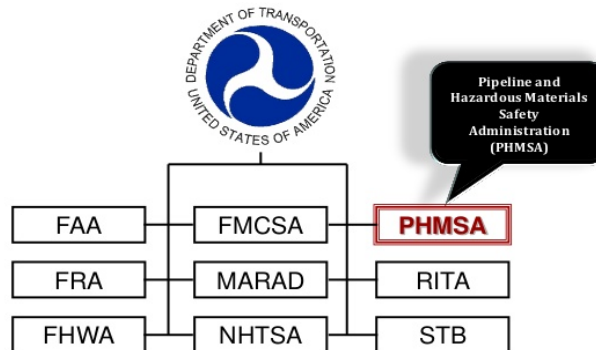 DEPARTMENT OF TRANSPORTATION
UNITED STATES OF AMERICA
Pipeline and
Hazardous Materials
Safety
Administration
(PHMSA)
FAA
FMCSA
PHMSA
FRA
MARAD
RITA
FHWA
NHTSA
STB